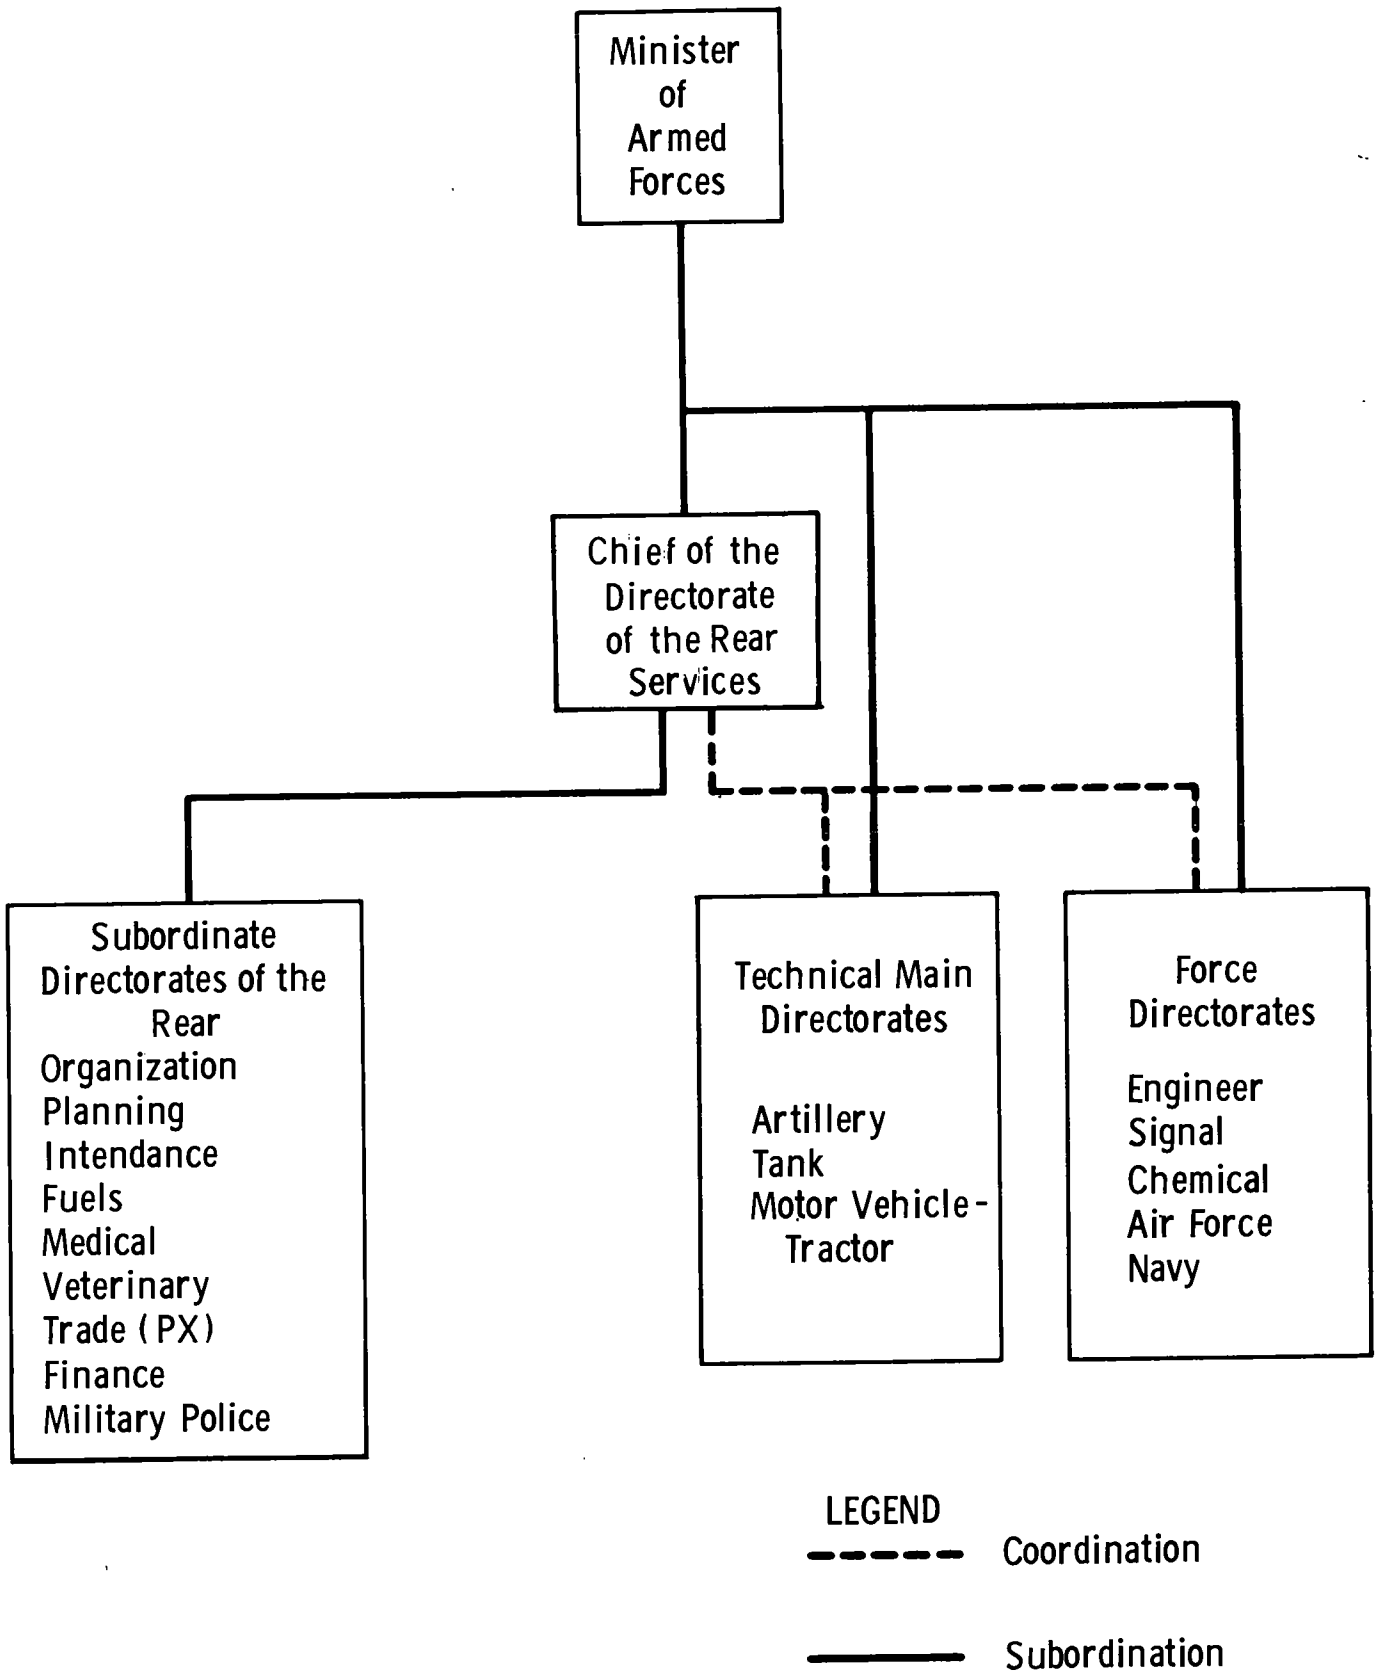 Minister
of
Armed
Forces
Chief of the
Directorate
of the Rear
Services
Subordinate
Directorates of the
Rear
Organization
Planning
Intendance
Fuels
Medical
Veterinary
Trade (PX)
Finance
Military Police
Technical Main
Directorates
Artillery
Tank
Motor Vehicle-
Tractor
Force
Directorates
Engineer
Signal
Chemical
Air Force
Navy
LEGEND
Coordination
Subordination